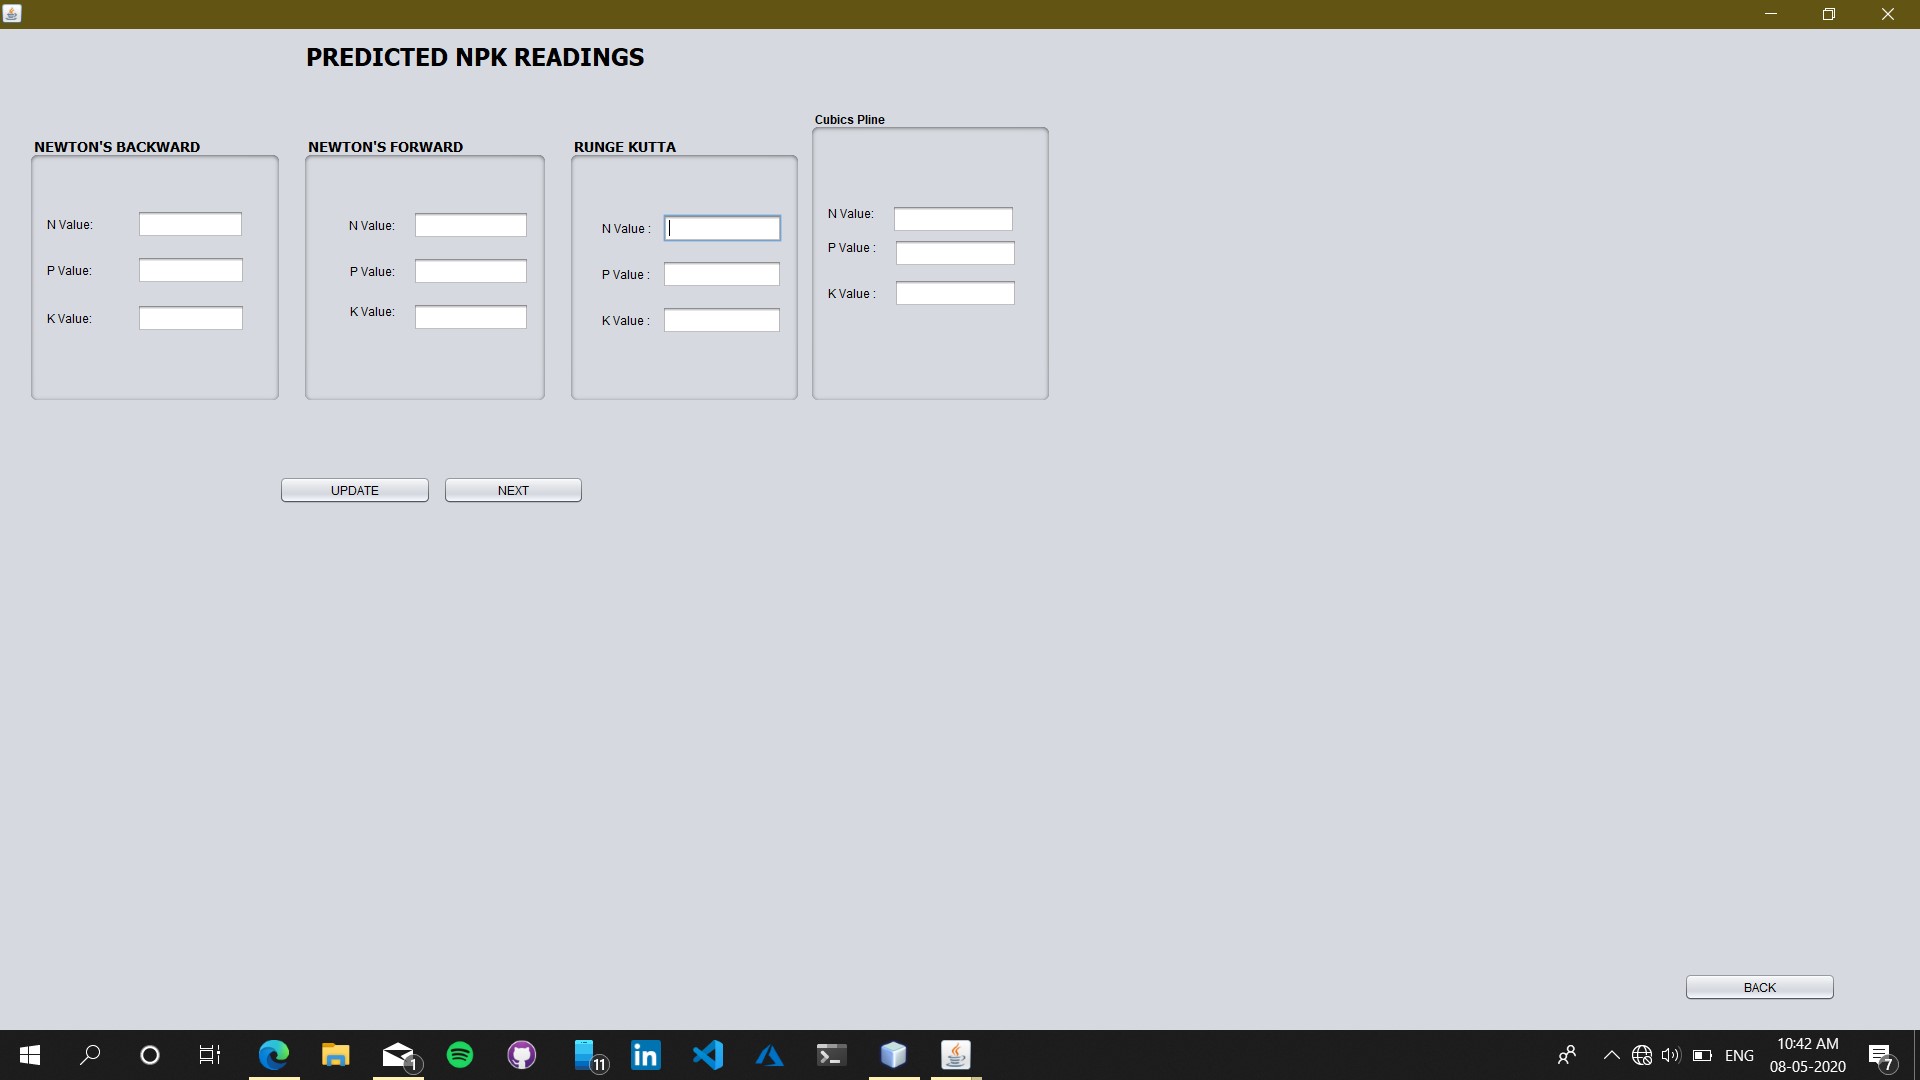 PREDICTED NPK READINGS
NEWTON'S BACKWARD
N Value:
P Value:
K Value:
NEWTON'S FORWARD
N Value:
P Value:
K Value:
RUNGE KUTTA
N Value :
P Value :
K Value :
Cubics Pline
N Value:
P Value :
K Value :
UPDATE
NEXT
BACK
1
11
in
ENG
10:42 AM
08-05-2020
7